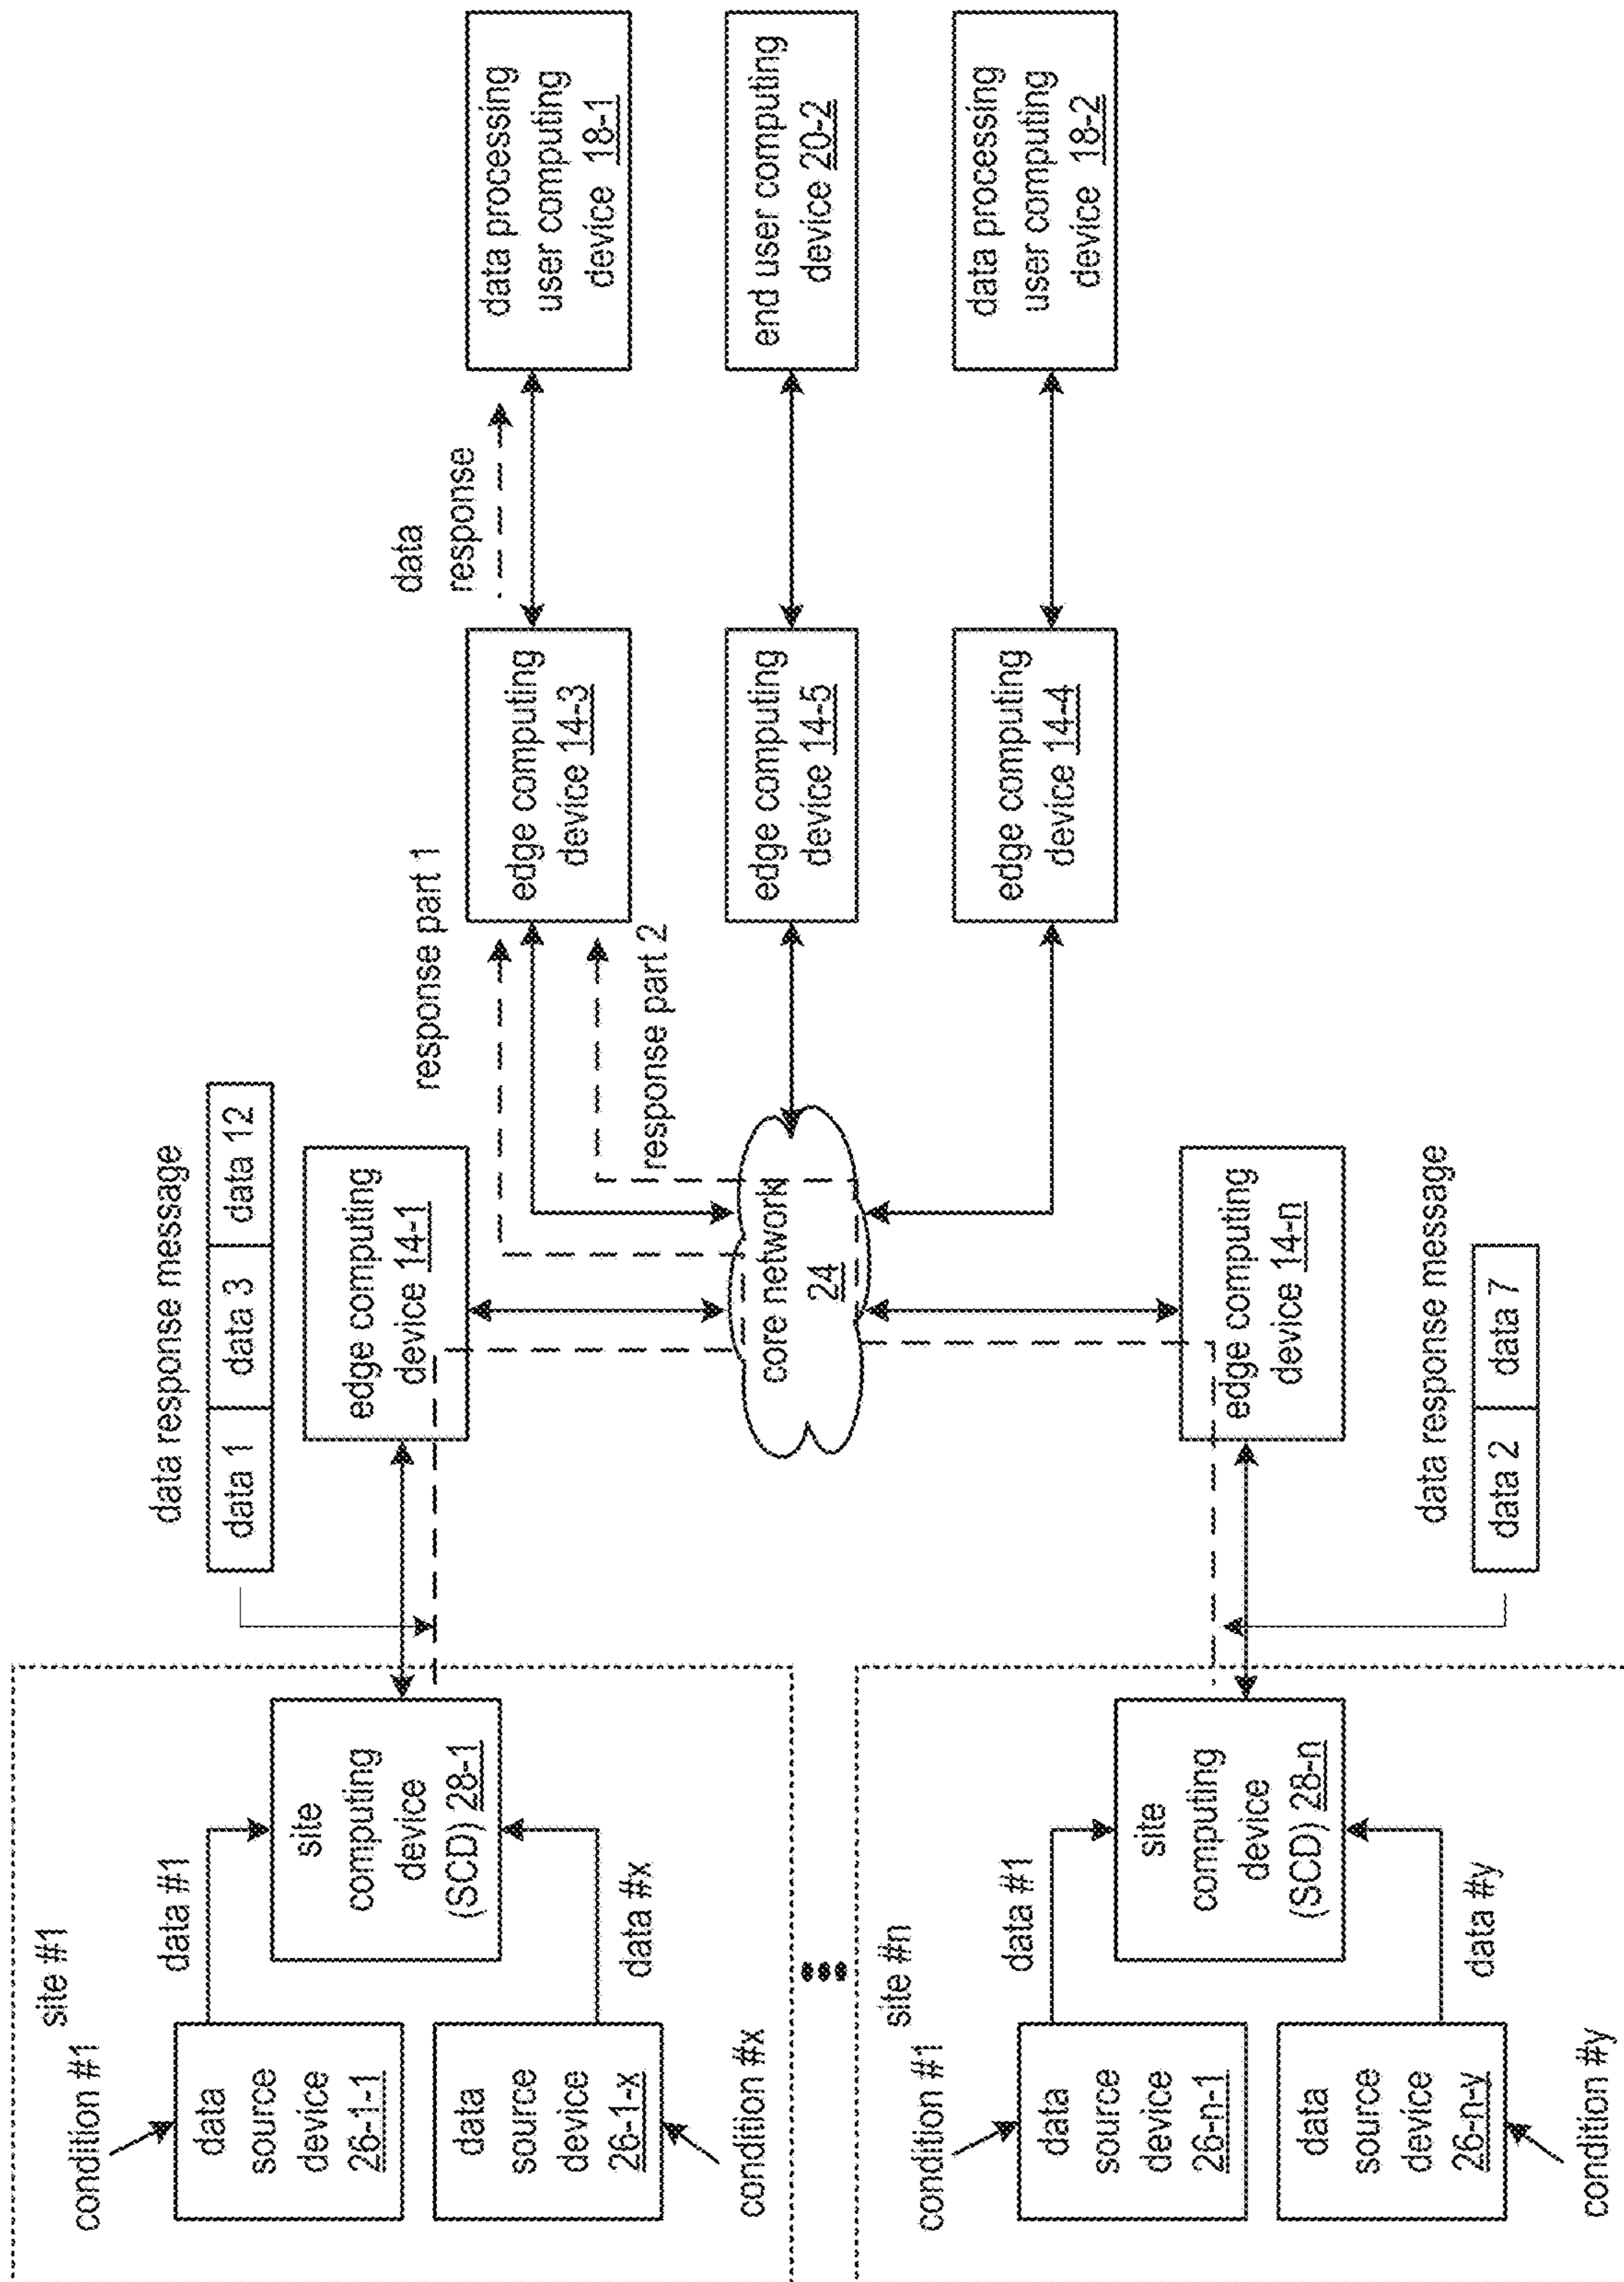 site #1
condition #1
data
source
device
26-1-1
data #1
data
source
device
26-1-x
condition #x
data #x
site
computing
device
(SCD) 28-1
data response message
data 1
data 3
data 12
edge computing
device 14-1
response part 1
response part 2
core network
24
edge computing
device 14-3
data
response
data processing
user computing
device 18-1
edge computing
device 14-5
end user computing
device 20-2
edge computing
device 14-4
data processing
user computing
device 18-2
site #n
condition #1
data
source
device
26-n-1
data #1
data
source
device
26-n-y
condition #y
data #y
site
computing
device
(SCD) 28-n
edge computing
device 14-n
data response message
data 2
data 7